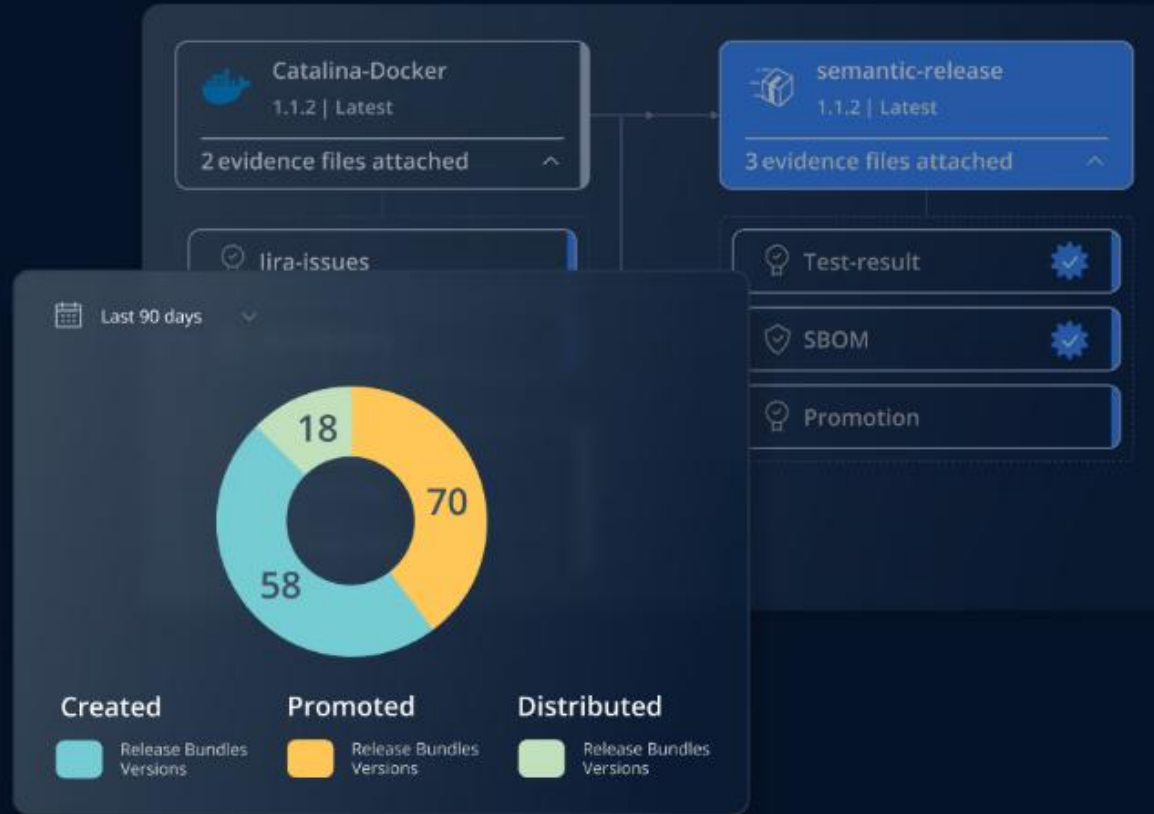 Catalina-Docker
1.1.2 | Latest
2 evidence files attached
semantic-release
1.1.2 | Latest
3 evidence files attached
Jira-issues
Test-result
SBOM
Promotion
Last 90 days
18
70
58
Created
Release Bundles
Versions
Promoted
Release Bundles
Versions
Distributed
Release Bundles
Versions